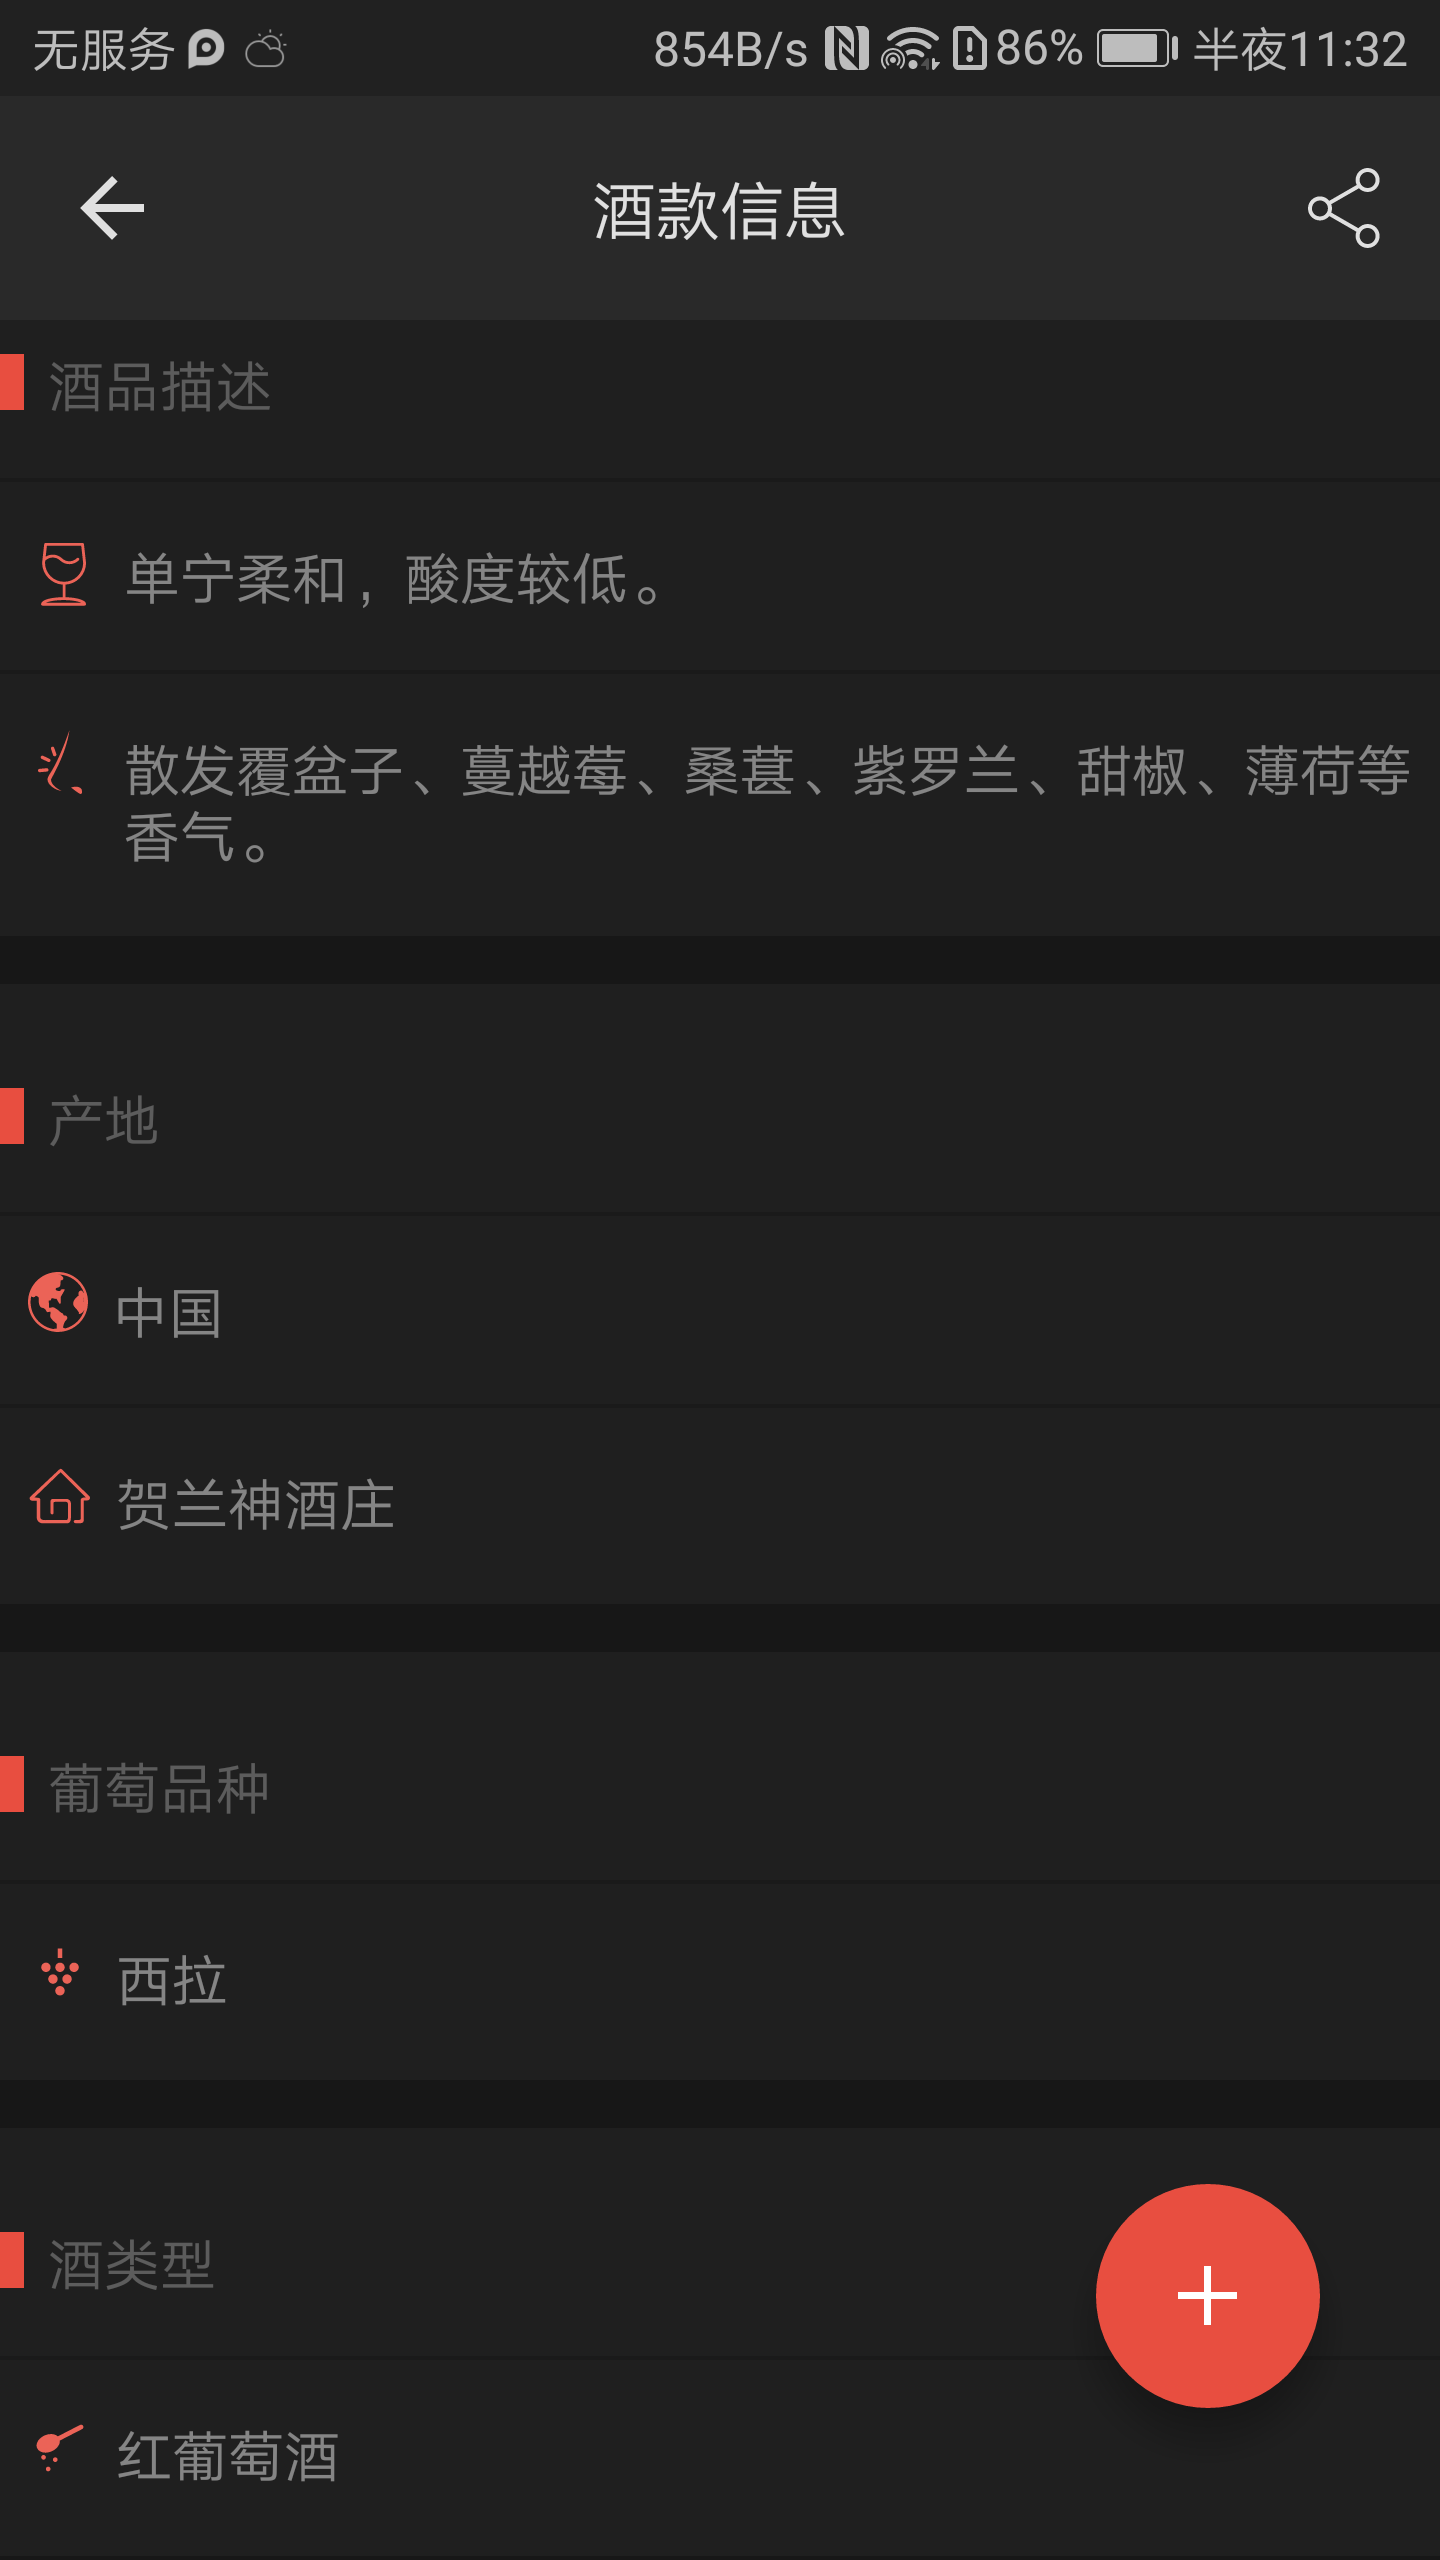 无服务 854B/s 86% 半夜11:32
酒款信息
酒品描述
单宁柔和，酸度较低。
散发覆盆子、蔓越莓、桑葚、紫罗兰、甜椒、薄荷等
香气。
产地
中国
贺兰神酒庄
葡萄品种
西拉
酒类型
红葡萄酒